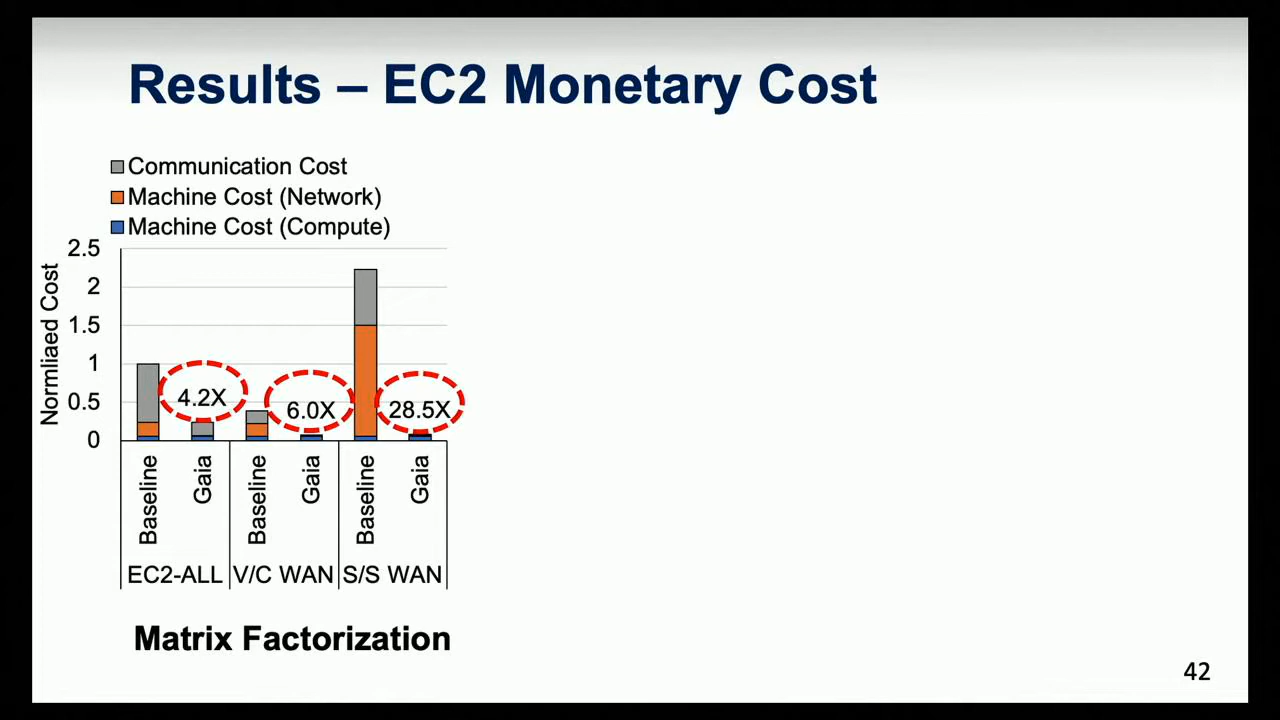 Results – EC2 Monetary Cost
Communication Cost
Machine Cost (Network)
Machine Cost (Compute)
Normliaed Cost
2.5
2
1.5
1
0.5
0
4.2X
6.0X
28.5X
Baseline
Gaia
Baseline
Gaia
Baseline
Gaia
EC2-ALL
V/C WAN
S/S WAN
Matrix Factorization
42